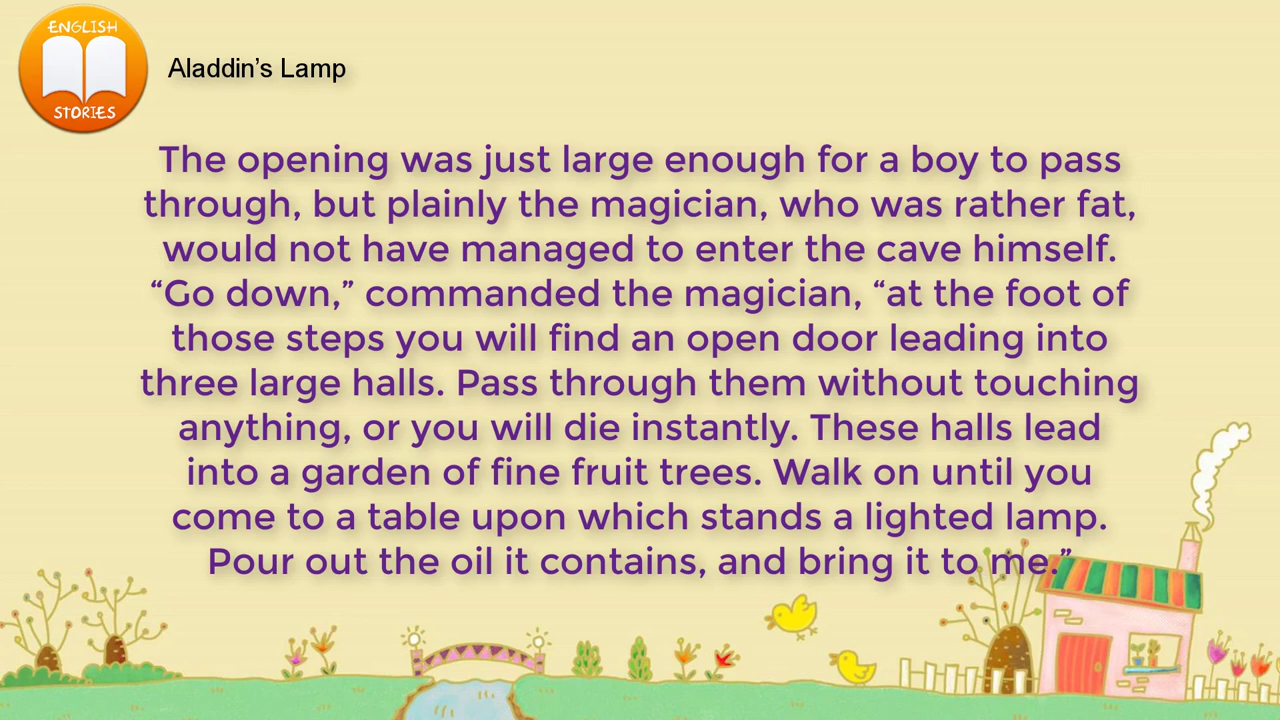 ENGLISH
STORIES
Aladdin’s Lamp
The opening was just large enough for a boy to pass
through, but plainly the magician, who was rather fat,
would not have managed to enter the cave himself.
“Go down,” commanded the magician, “at the foot of
those steps you will find an open door leading into
three large halls. Pass through them without touching
anything, or you will die instantly. These halls lead
into a garden of fine fruit trees. Walk on until you
come to a table upon which stands a lighted lamp.
Pour out the oil it contains, and bring it to me.”